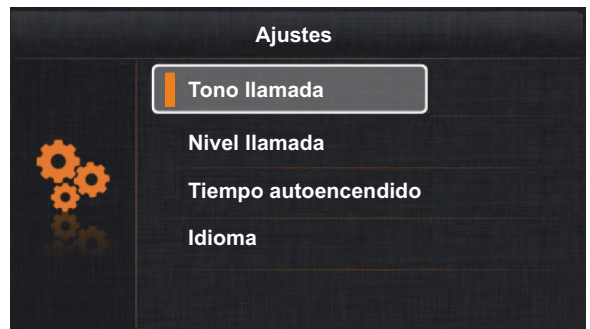 Ajustes
Tono llamada
Nivel llamada
Tiempo autoencendido
Idioma